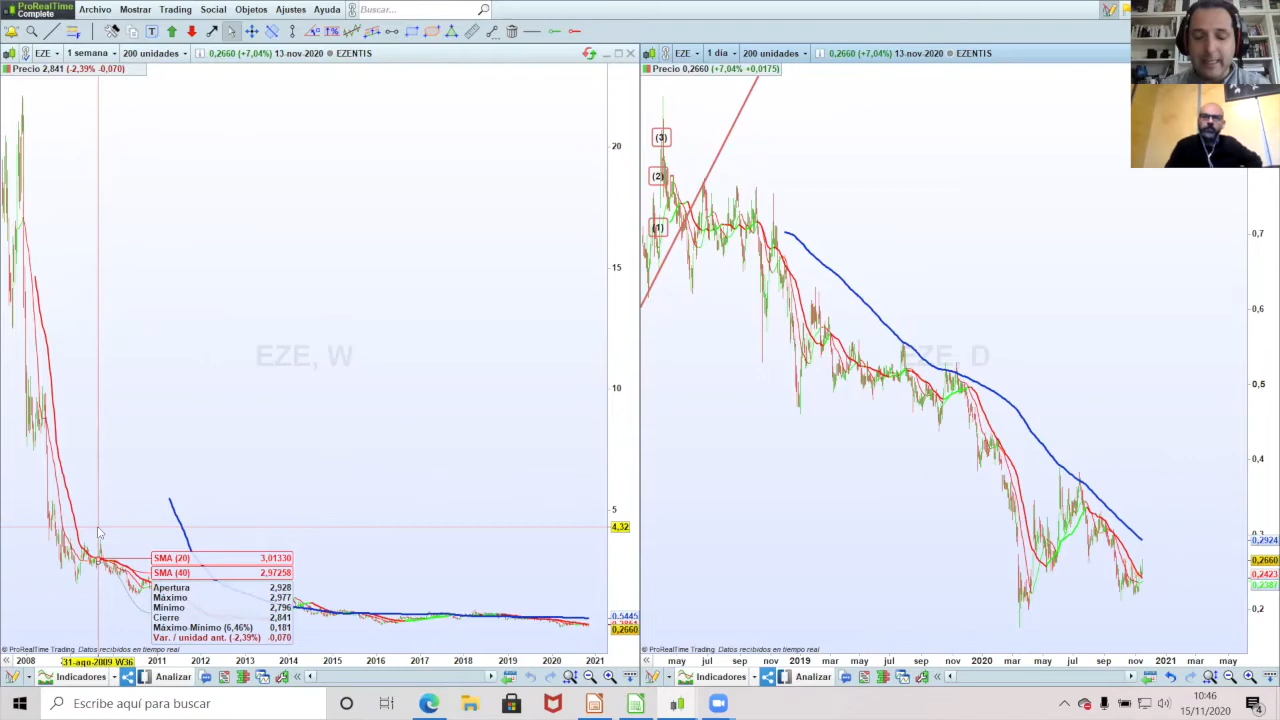 ProRealTime Complete
Archivo Mostrar Trading Social Objetos Ajustes Ayuda Buscar...
EZE 1 semana 200 unidades 0,2660 (+7,04%) 13-nov-2020 EZENTIS
EZE 1 día 200 unidades 0,2660 (+7,04%) 13-nov-2020 EZENTIS
Precio 2,841 (-2,39% -0,070)
Precio 0,2660 (+7,04% +0,0175)
20
15
10
5
4,32
0,5445
0,2660
EZE, W
SMA (20) 3,01330
SMA (40) 2,97258
Apertura 2,928
Máximo 2,977
Mínimo 2,796
Cierre 2,841
Máximo-Mínimo (6,46%) 0,181
Var. / unidad ant. (-2,39%) -0,070
© ProRealTime Trading Datos recibidos en tiempo real
2008 31-ago-2009 W36 2011 2012 2013 2014 2015 2016 2017 2018 2019 2020 2021
(3)
(2)
(1)
EZE, D
0,7
0,6
0,5
0,4
0,2924
0,2660
0,2423
0,2387
0,2
© ProRealTime Trading Datos recibidos en tiempo real
may jul sep nov 2019 mar may jul sep nov 2020 mar may jul sep nov 2021 mar may
Indicadores Analizar
Indicadores Analizar
Escribe aquí para buscar
10:46
15/11/2020
4